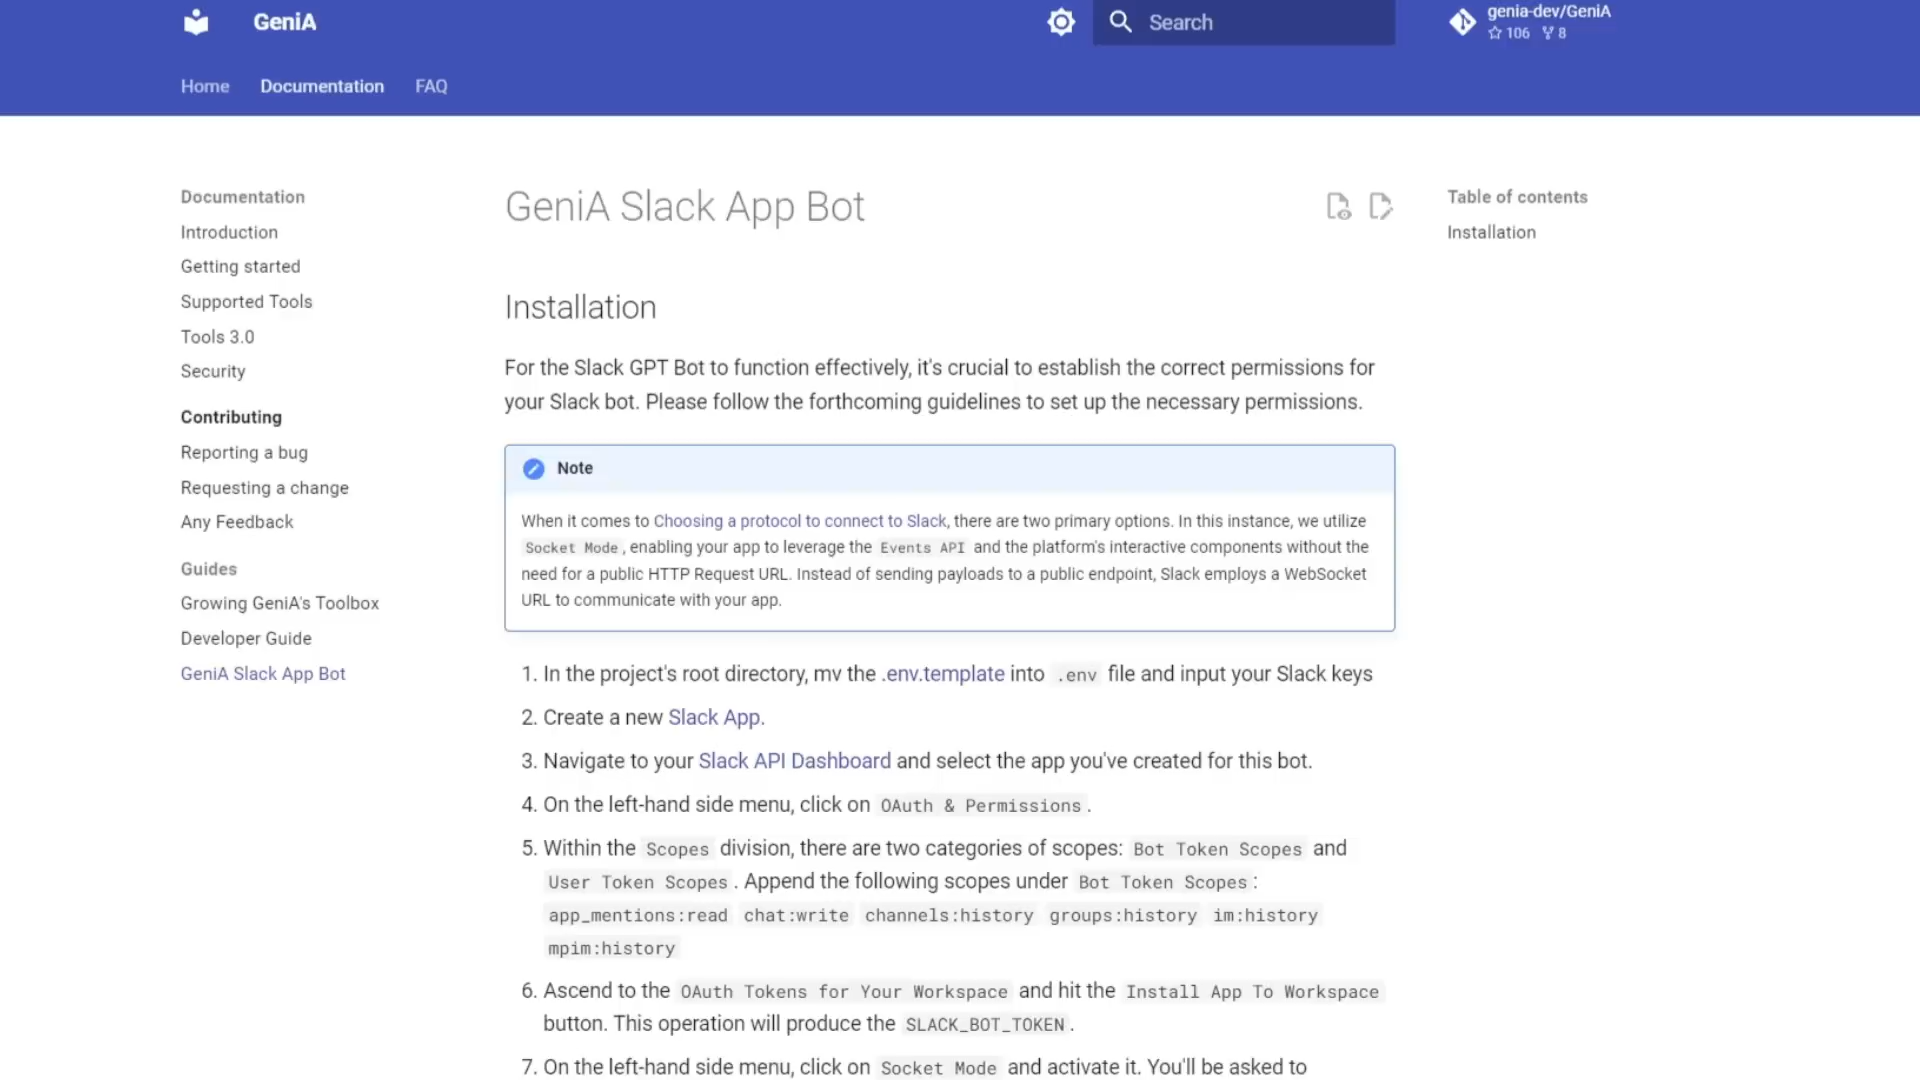 GeniA
Search
genia-dev/GeniA
106 8
Home Documentation FAQ
Documentation
Introduction
Getting started
Supported Tools
Tools 3.0
Security
Contributing
Reporting a bug
Requesting a change
Any Feedback
Guides
Growing GeniA's Toolbox
Developer Guide
GeniA Slack App Bot
GeniA Slack App Bot
Installation
For the Slack GPT Bot to function effectively, it's crucial to establish the correct permissions for
your Slack bot. Please follow the forthcoming guidelines to set up the necessary permissions.
Note
When it comes to Choosing a protocol to connect to Slack, there are two primary options. In this instance, we utilize
Socket Mode, enabling your app to leverage the Events API and the platform's interactive components without the
need for a public HTTP Request URL. Instead of sending payloads to a public endpoint, Slack employs a WebSocket
URL to communicate with your app.
1. In the project's root directory, mv the .env.template into .env file and input your Slack keys
2. Create a new Slack App.
3. Navigate to your Slack API Dashboard and select the app you've created for this bot.
4. On the left-hand side menu, click on OAuth & Permissions.
5. Within the Scopes division, there are two categories of scopes: Bot Token Scopes and
User Token Scopes. Append the following scopes under Bot Token Scopes:
app_mentions:read chat:write channels:history groups:history im:history
mpim:history
6. Ascend to the OAuth Tokens for Your Workspace and hit the Install App To Workspace
button. This operation will produce the SLACK_BOT_TOKEN.
7. On the left-hand side menu, click on Socket Mode and activate it. You'll be asked to
Table of contents
Installation